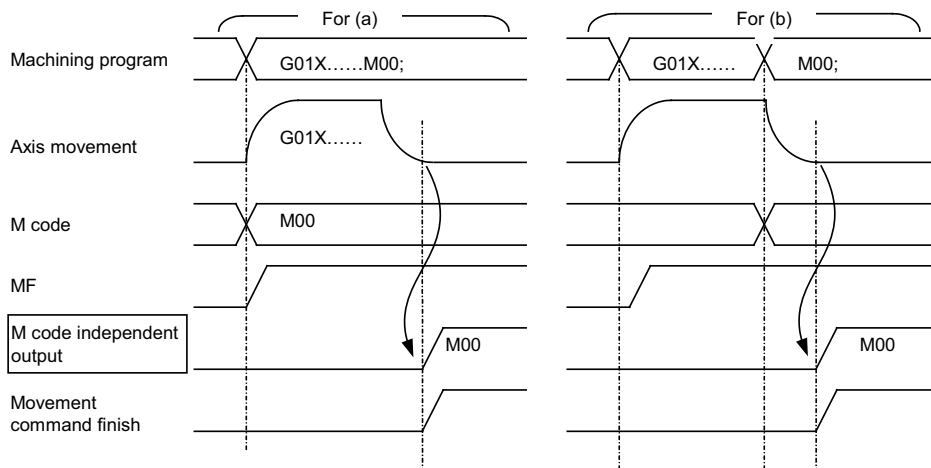 For (a)
For (b)
Machining program
G01X……M00;
G01X……
M00;
Axis movement
G01X……
M code
M00
MF
M code independent
output
M00
M00
Movement
command finish